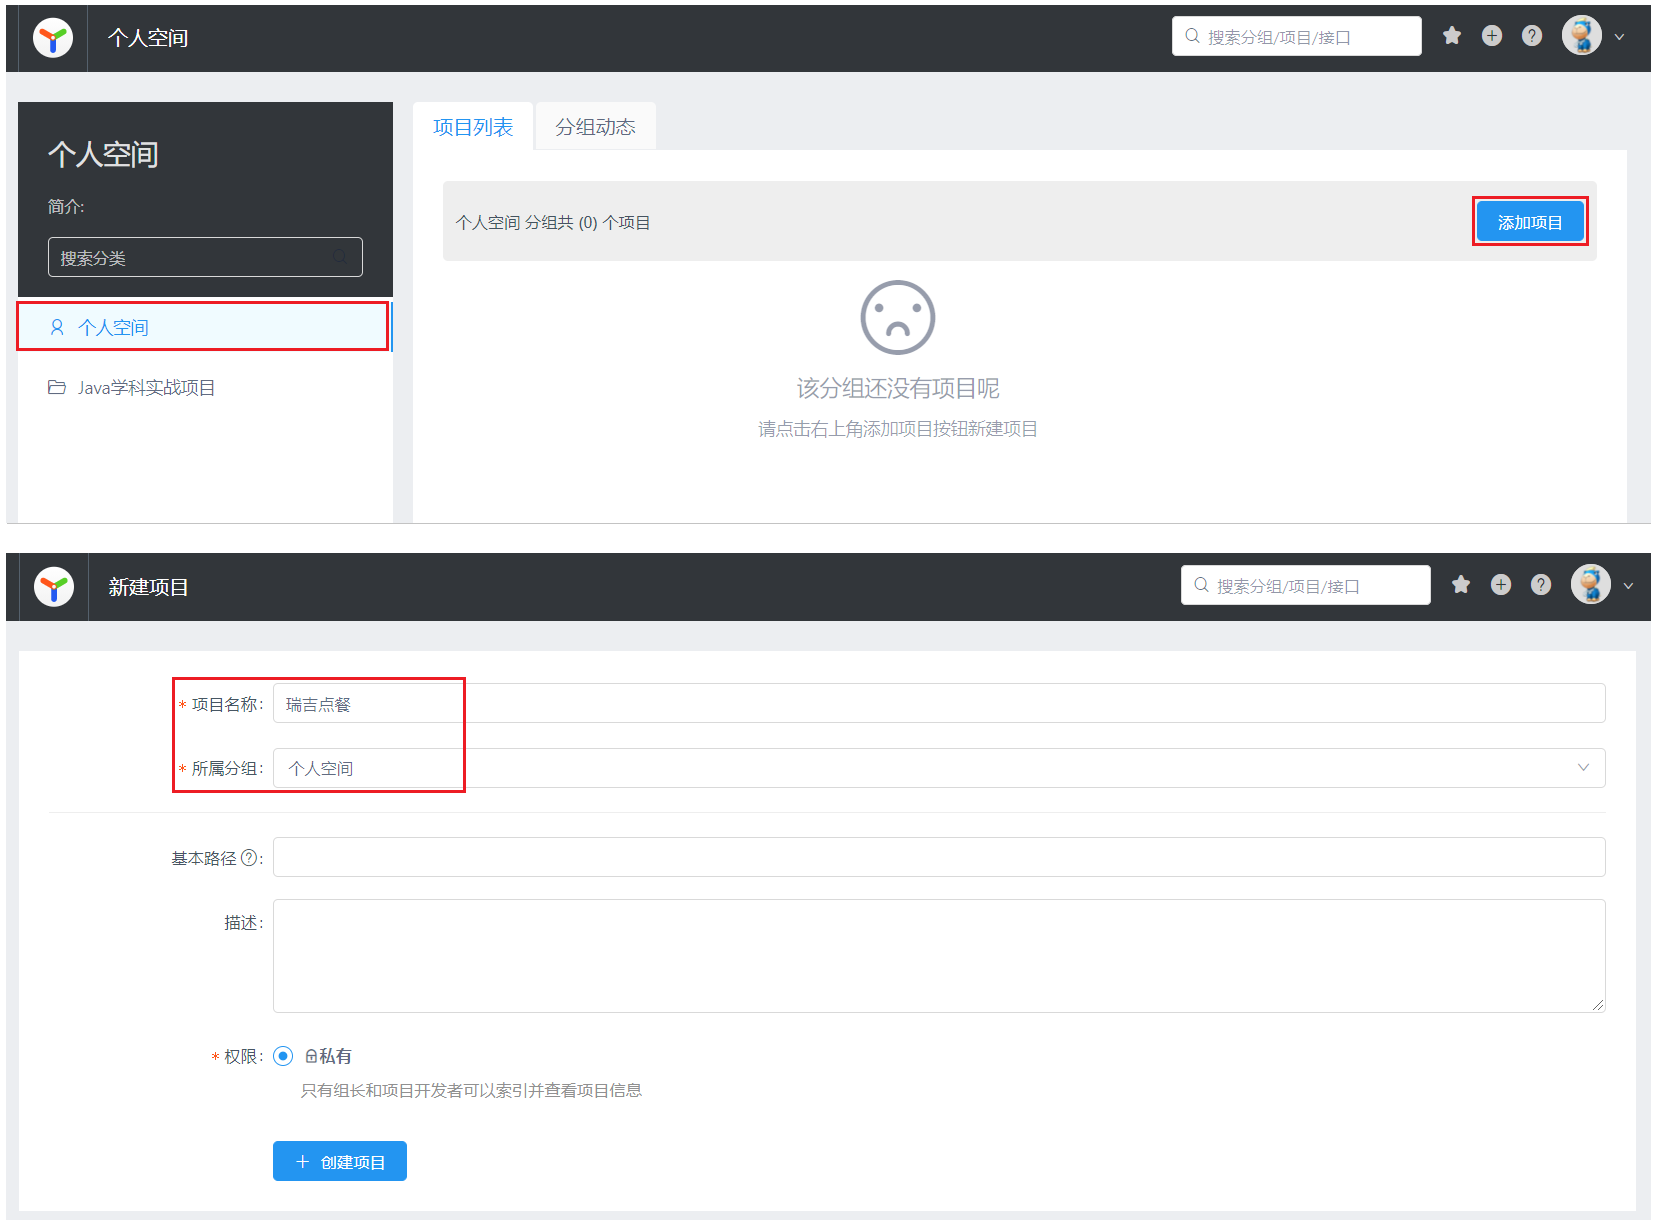 个人空间
搜索分组/项目/接口
个人空间
简介:
搜索分类
个人空间
Java学科实战项目
项目列表
分组动态
个人空间 分组共 (0) 个项目
添加项目
该分组还没有项目呢
请点击右上角添加项目按钮新建项目
新建项目
搜索分组/项目/接口
* 项目名称:
瑞吉点餐
* 所属分组:
个人空间
基本路径?:
描述:
* 权限:
私有
只有组长和项目开发者可以索引并查看项目信息
+ 创建项目